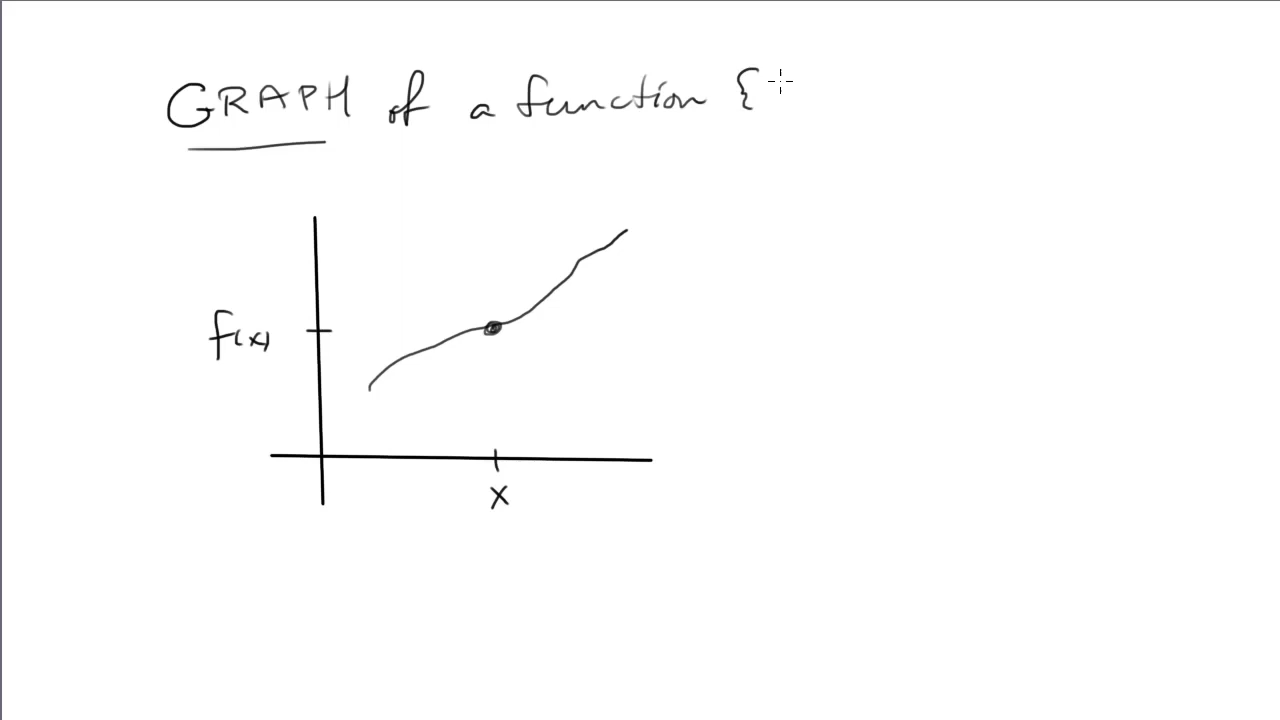 GRAPH of a function {
f(x)
x